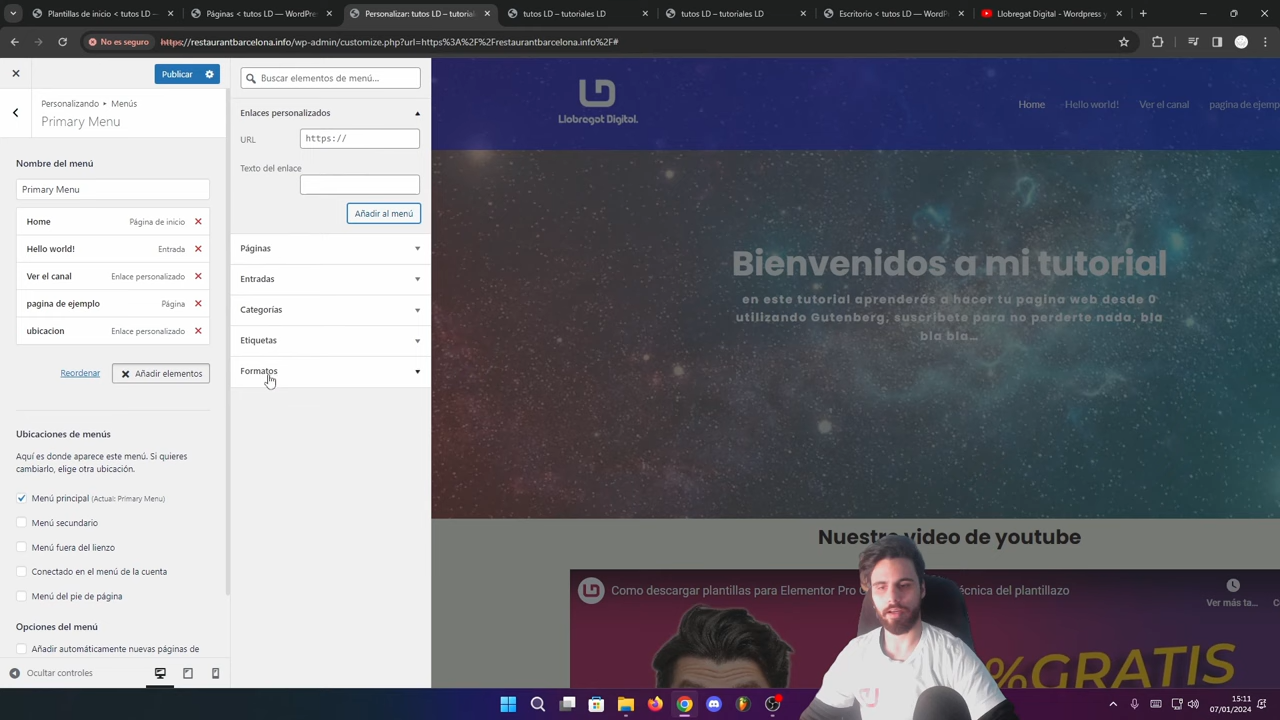 Plantillas de inicio < tutos LD —
Páginas < tutos LD — WordPre
Personalizar: tutos LD – tutorial
tutos LD – tutoriales LD
tutos LD – tutoriales LD
Escritorio < tutos LD — WordP
Llobregat Digital - Wordpress y
No es seguro
https://restaurantbarcelona.info/wp-admin/customize.php?url=https%3A%2F%2Frestaurantbarcelona.info%2F#
Publicar
Personalizando ▸ Menús
Primary Menu
Nombre del menú
Primary Menu
Home Página de inicio
Hello world! Entrada
Ver el canal Enlace personalizado
pagina de ejemplo Página
ubicacion Enlace personalizado
Reordenar Añadir elementos
Ubicaciones de menús
Aquí es donde aparece este menú. Si quieres
cambiarlo, elige otra ubicación.
Menú principal (Actual: Primary Menu)
Menú secundario
Menú fuera del lienzo
Conectado en el menú de la cuenta
Menú del pie de página
Opciones del menú
Añadir automáticamente nuevas páginas de
Ocultar controles
Buscar elementos de menú...
Enlaces personalizados
URL https://
Texto del enlace
Añadir al menú
Páginas
Entradas
Categorías
Etiquetas
Formatos
Llobregat Digital.
Home Hello world! Ver el canal pagina de ejemp
Bienvenidos a mi tutorial
en este tutorial aprenderás a hacer tu pagina web desde 0
utilizando Gutenberg, suscribete para no perderte nada, bla
bla bla…
Nuestro video de youtube
Como descargar plantillas para Elementor Pro
écnica del plantillazo
Ver más ta...
%GRATIS
15:11
07/01/2024